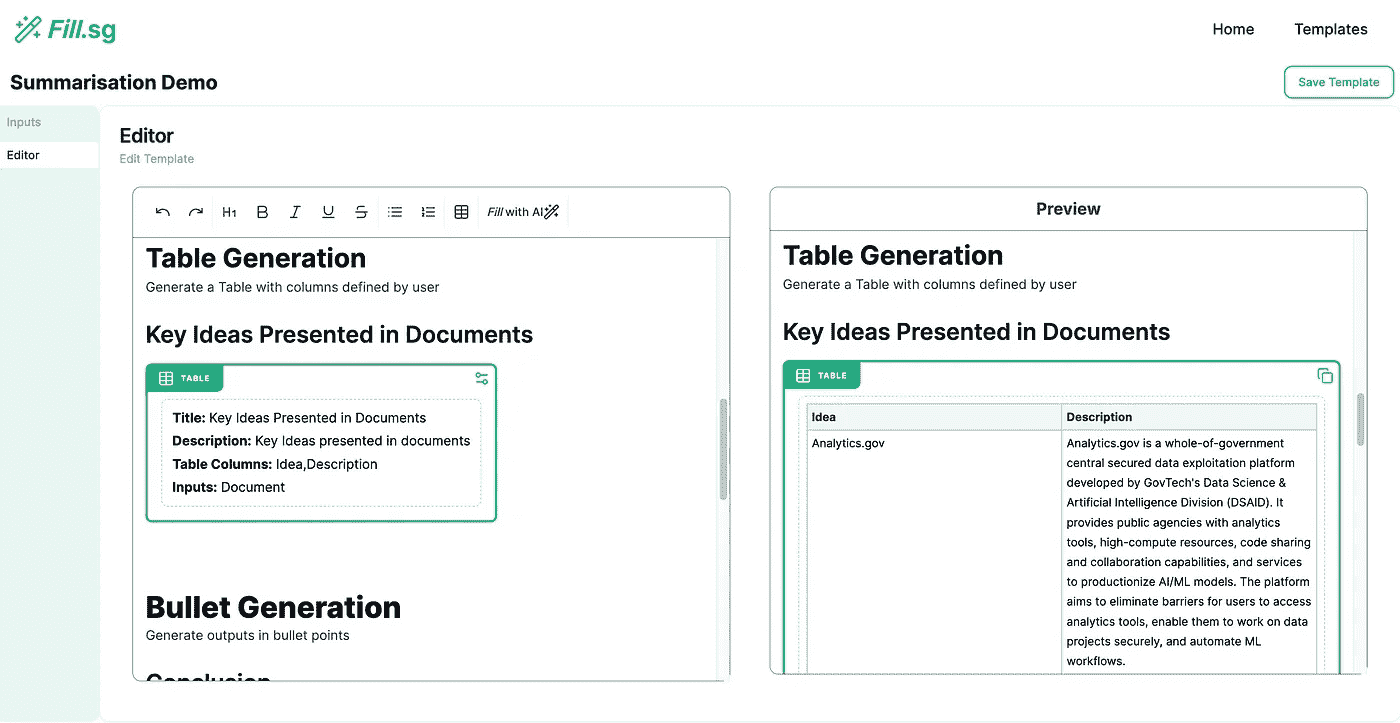 Fill.sg
Home
Templates
Summarisation Demo
Save Template
Inputs
Editor
Editor
Edit Template
H1
B
I
U
S
Fill with AI
Table Generation
Generate a Table with columns defined by user
Key Ideas Presented in Documents
TABLE
Title: Key Ideas Presented in Documents
Description: Key Ideas presented in documents
Table Columns: Idea,Description
Inputs: Document
Bullet Generation
Generate outputs in bullet points
Conclusion
Preview
Table Generation
Generate a Table with columns defined by user
Key Ideas Presented in Documents
TABLE
Idea
Description
Analytics.gov
Analytics.gov is a whole-of-government
central secured data exploitation platform
developed by GovTech's Data Science &
Artificial Intelligence Division (DSAID). It
provides public agencies with analytics
tools, high-compute resources, code sharing
and collaboration capabilities, and services
to productionize AI/ML models. The platform
aims to eliminate barriers for users to access
analytics tools, enable them to work on data
projects securely, and automate ML
workflows.